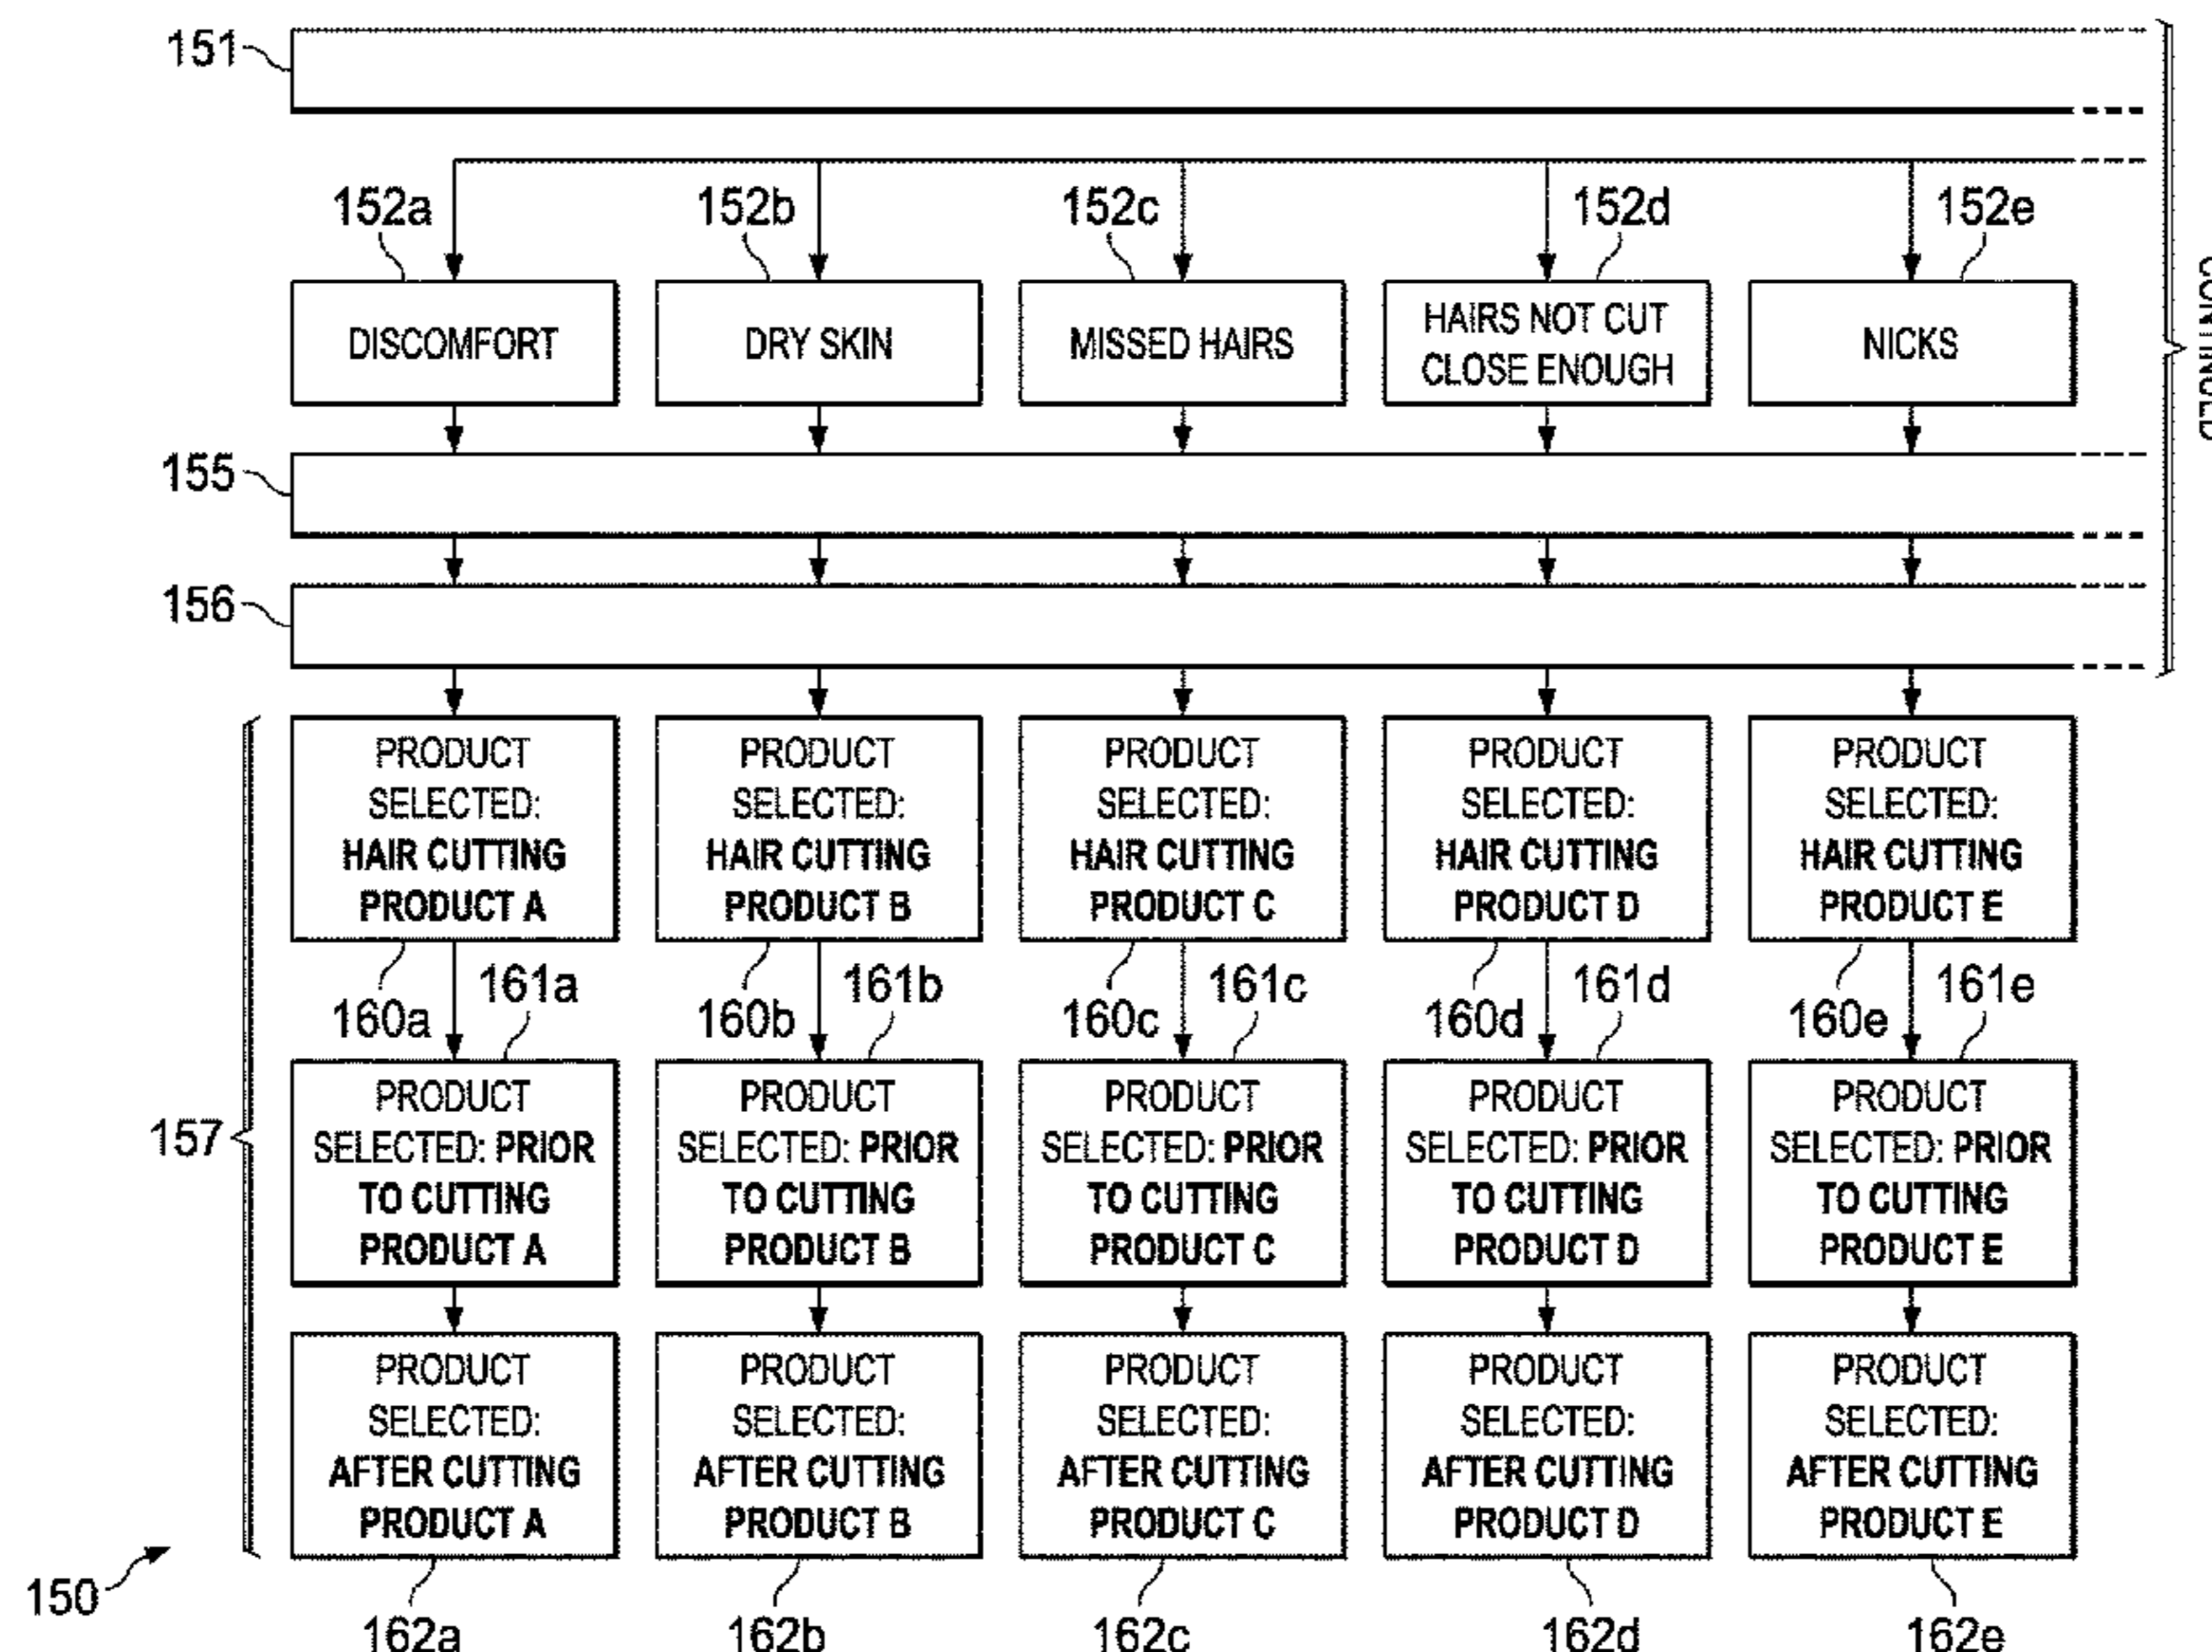 151
152a
152b
152c
152d
152e
DISCOMFORT
DRY SKIN
MISSED HAIRS
HAIRS NOT CUT
CLOSE ENOUGH
NICKS
155
156
PRODUCT
SELECTED:
HAIR CUTTING
PRODUCT A
PRODUCT
SELECTED:
HAIR CUTTING
PRODUCT B
PRODUCT
SELECTED:
HAIR CUTTING
PRODUCT C
PRODUCT
SELECTED:
HAIR CUTTING
PRODUCT D
PRODUCT
SELECTED:
HAIR CUTTING
PRODUCT E
160a
161a
160b
161b
160c
161c
160d
161d
160e
161e
157
PRODUCT
SELECTED: PRIOR
TO CUTTING
PRODUCT A
PRODUCT
SELECTED: PRIOR
TO CUTTING
PRODUCT B
PRODUCT
SELECTED: PRIOR
TO CUTTING
PRODUCT C
PRODUCT
SELECTED: PRIOR
TO CUTTING
PRODUCT D
PRODUCT
SELECTED: PRIOR
TO CUTTING
PRODUCT E
PRODUCT
SELECTED:
AFTER CUTTING
PRODUCT A
PRODUCT
SELECTED:
AFTER CUTTING
PRODUCT B
PRODUCT
SELECTED:
AFTER CUTTING
PRODUCT C
PRODUCT
SELECTED:
AFTER CUTTING
PRODUCT D
PRODUCT
SELECTED:
AFTER CUTTING
PRODUCT E
150
162a
162b
162c
162d
162e